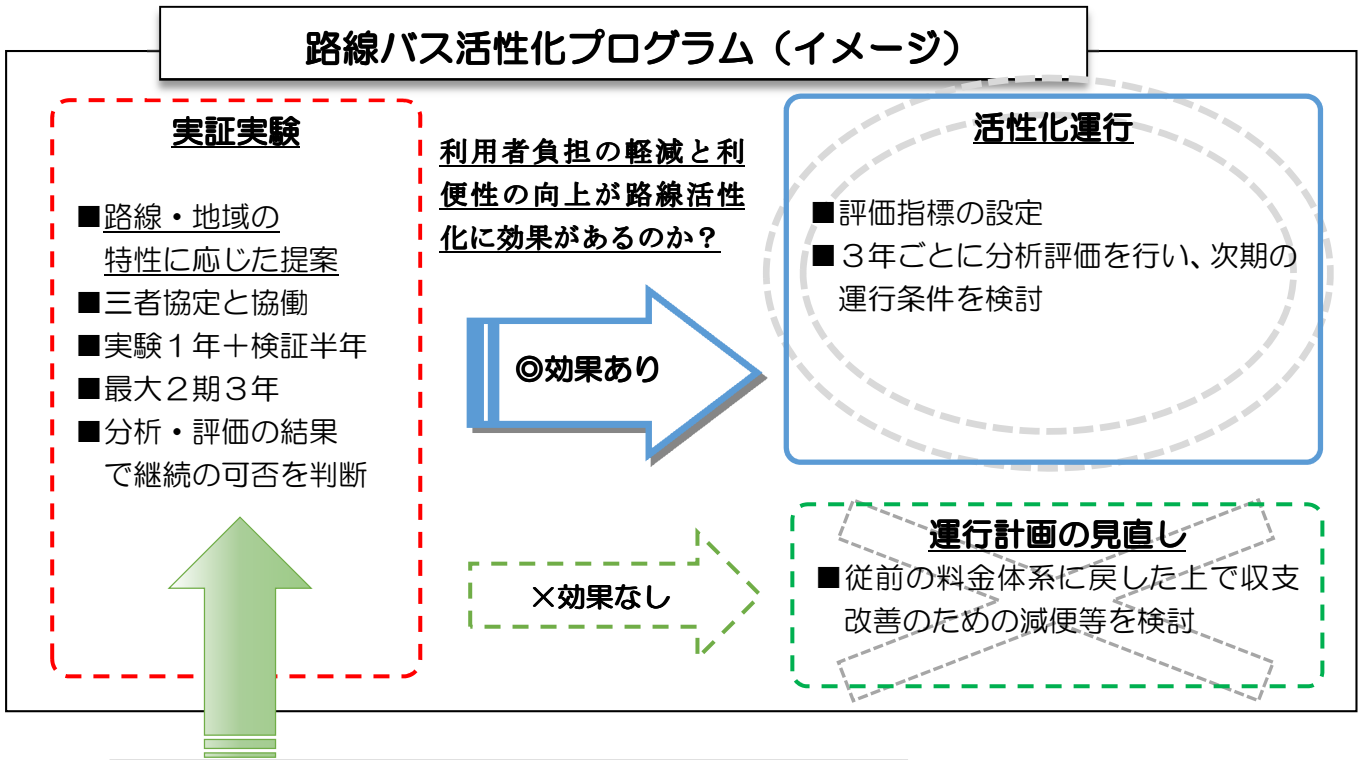 路線バス活性化プログラム（イメージ）
実証実験
■路線・地域の
特性に応じた提案
■三者協定と協働
■実験１年＋検証半年
■最大２期３年
■分析・評価の結果
で継続の可否を判断
利用者負担の軽減と利
便性の向上が路線活性
化に効果があるのか？
◎効果あり
×効果なし
活性化運行
■評価指標の設定
■３年ごとに分析評価を行い、次期の
運行条件を検討
運行計画の見直し
■従前の料金体系に戻した上で収支
改善のための減便等を検討